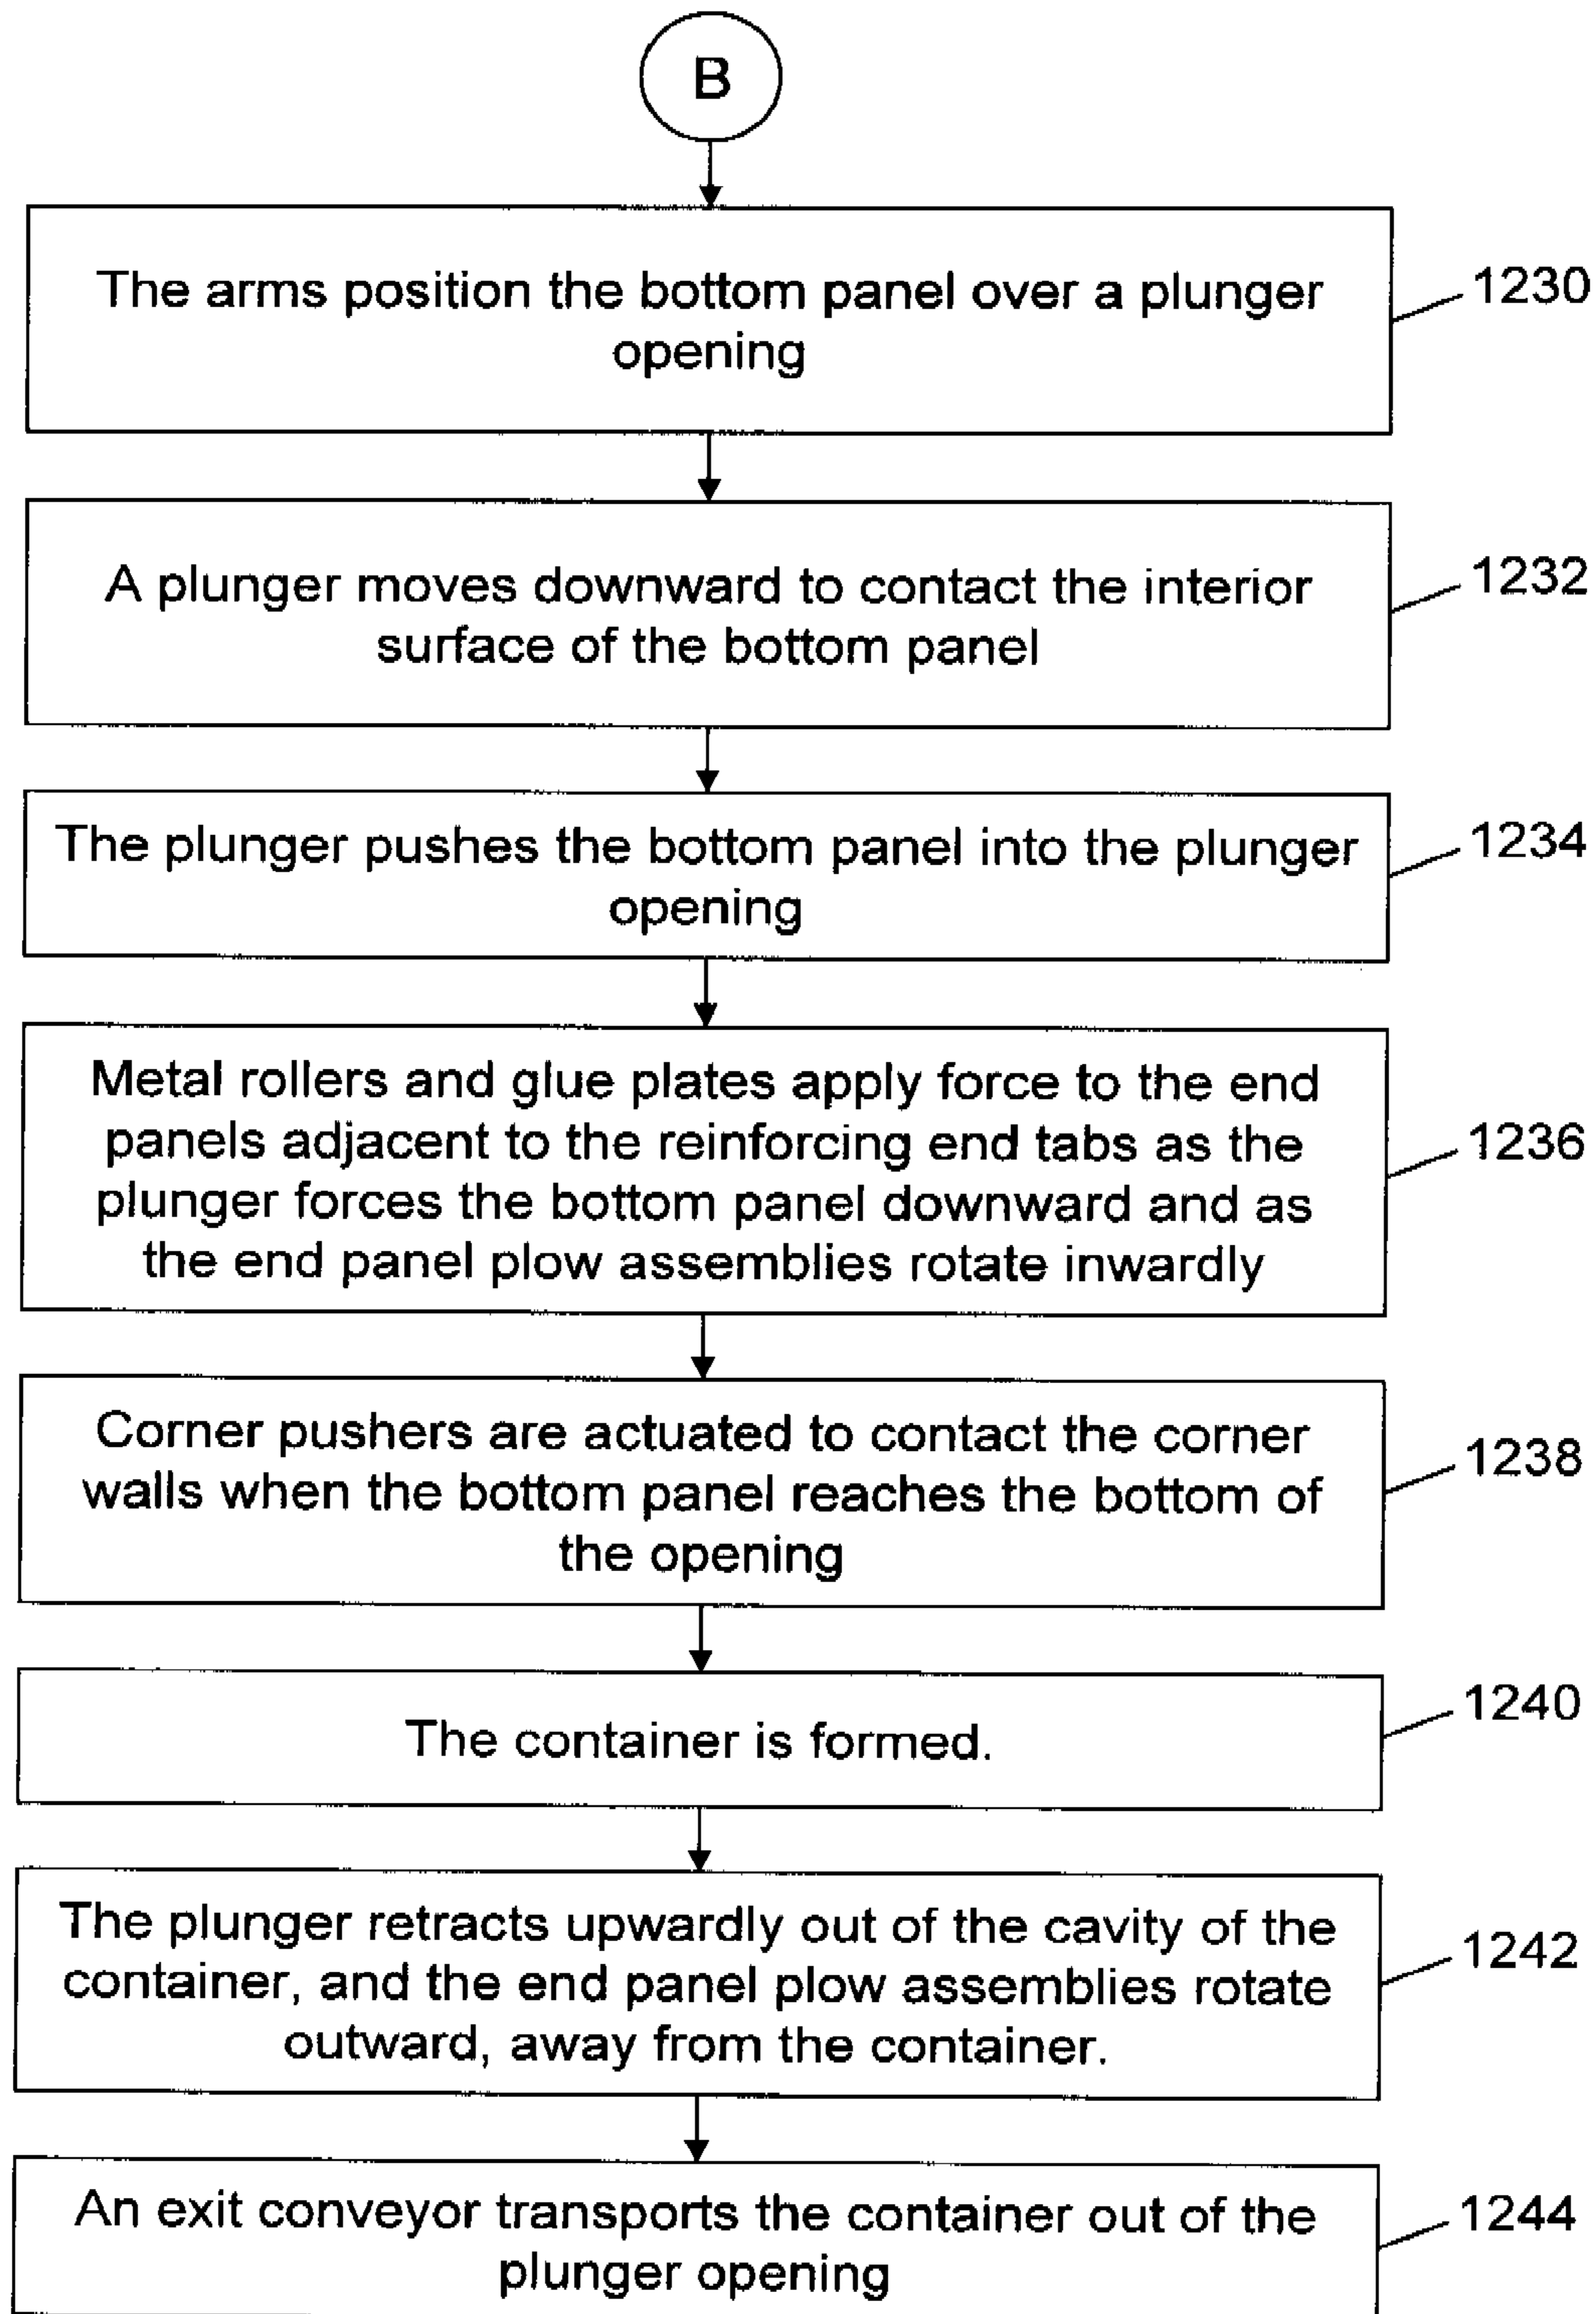 B
The arms position the bottom panel over a plunger
opening
1230
A plunger moves downward to contact the interior
surface of the bottom panel
1232
The plunger pushes the bottom panel into the plunger
opening
1234
Metal rollers and glue plates apply force to the end
panels adjacent to the reinforcing end tabs as the
plunger forces the bottom panel downward and as
the end panel plow assemblies rotate inwardly
1236
Corner pushers are actuated to contact the corner
walls when the bottom panel reaches the bottom of
the opening
1238
The container is formed.
1240
The plunger retracts upwardly out of the cavity of the
container, and the end panel plow assemblies rotate
outward, away from the container.
1242
An exit conveyor transports the container out of the
plunger opening
1244